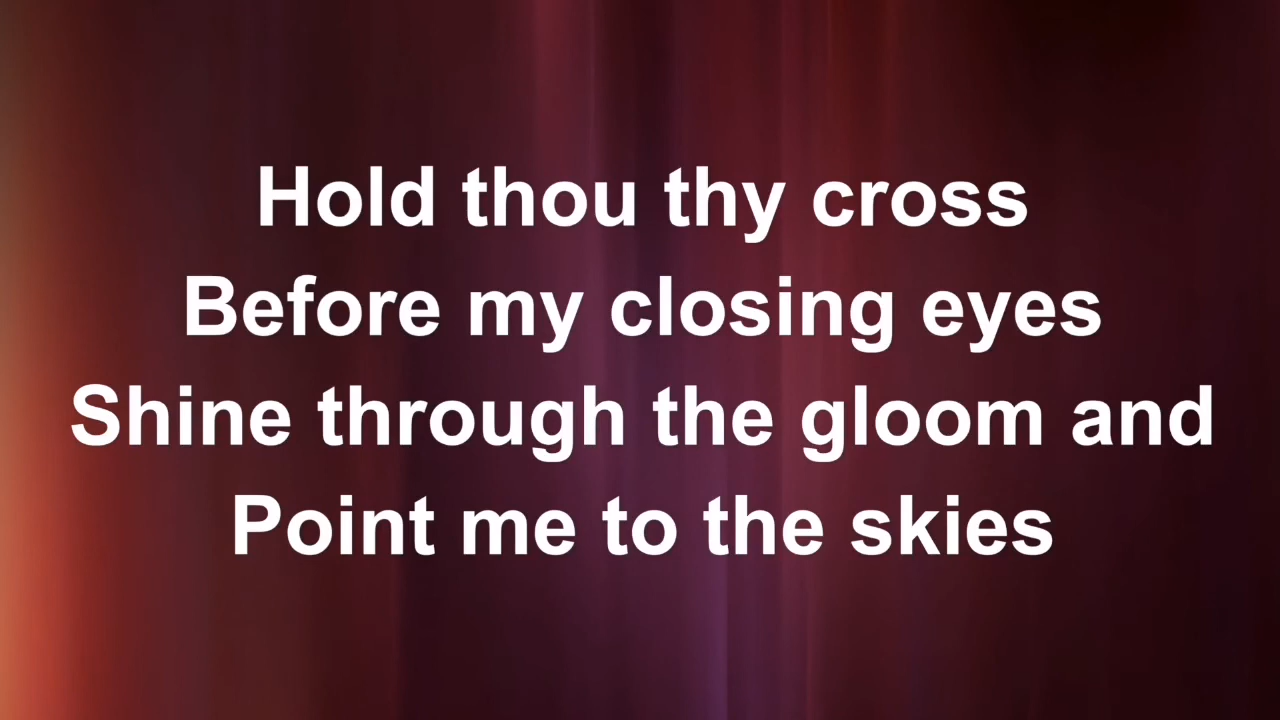 Hold thou thy cross
Before my closing eyes
Shine through the gloom and
Point me to the skies